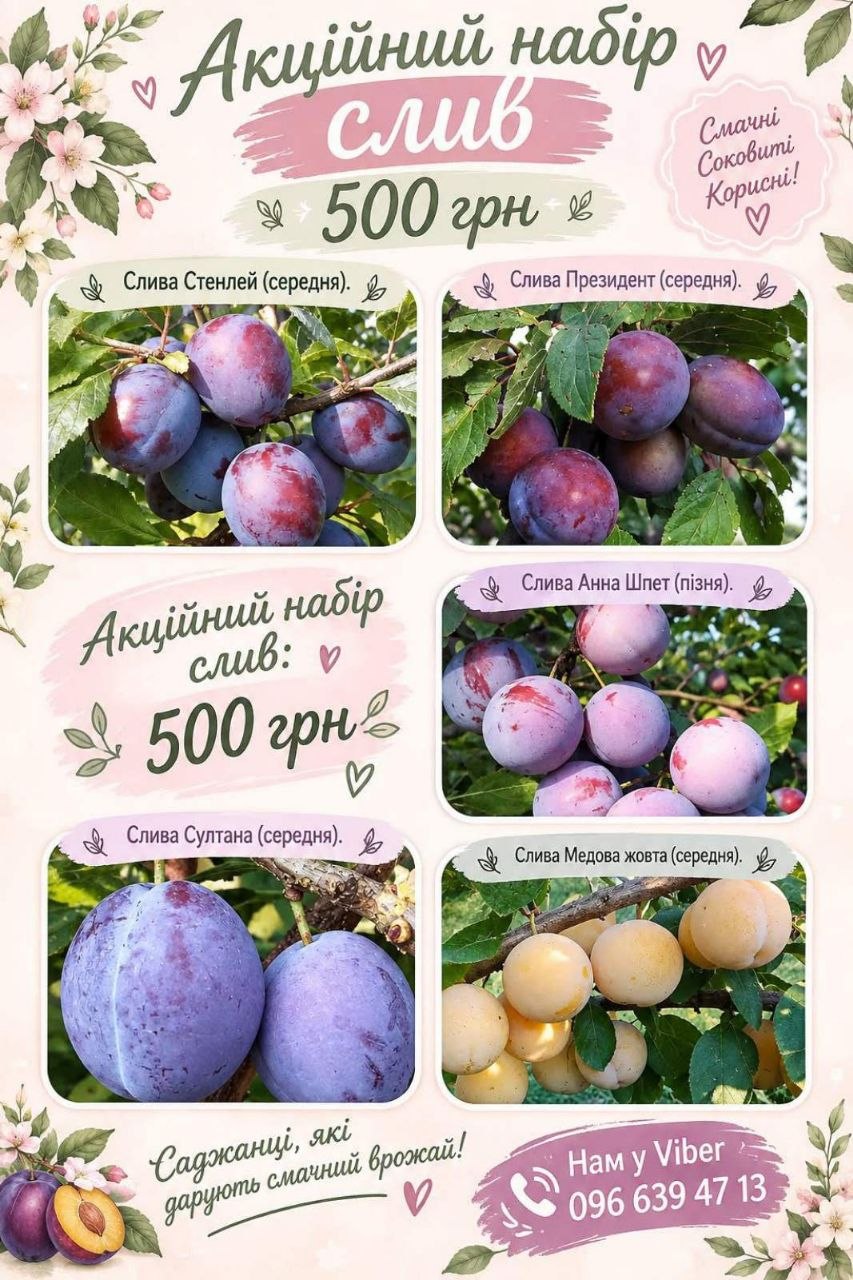 Акційний набір
слив
500 грн
Смачні
Соковиті
Корисні!
Слива Стенлей (середня).
Слива Президент (середня).
Акційний набір
слив:
500 грн
Слива Анна Шпет (пізня).
Слива Султана (середня).
Слива Медова жовта (середня).
Саджанці, які
дарують смачний врожай!
Нам у Viber
096 639 47 13